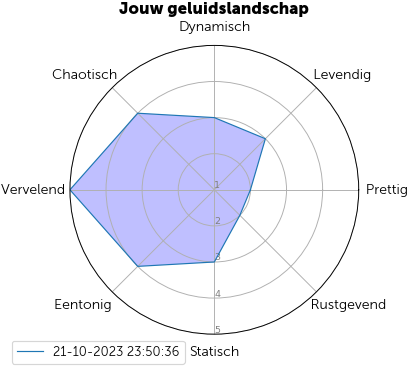 Jouw geluidslandschap
Dynamisch
Chaotisch
Levendig
Vervelend
1
Prettig
2
3
Eentonig
4
Rustgevend
5
21-10-2023 23:50:36
Statisch